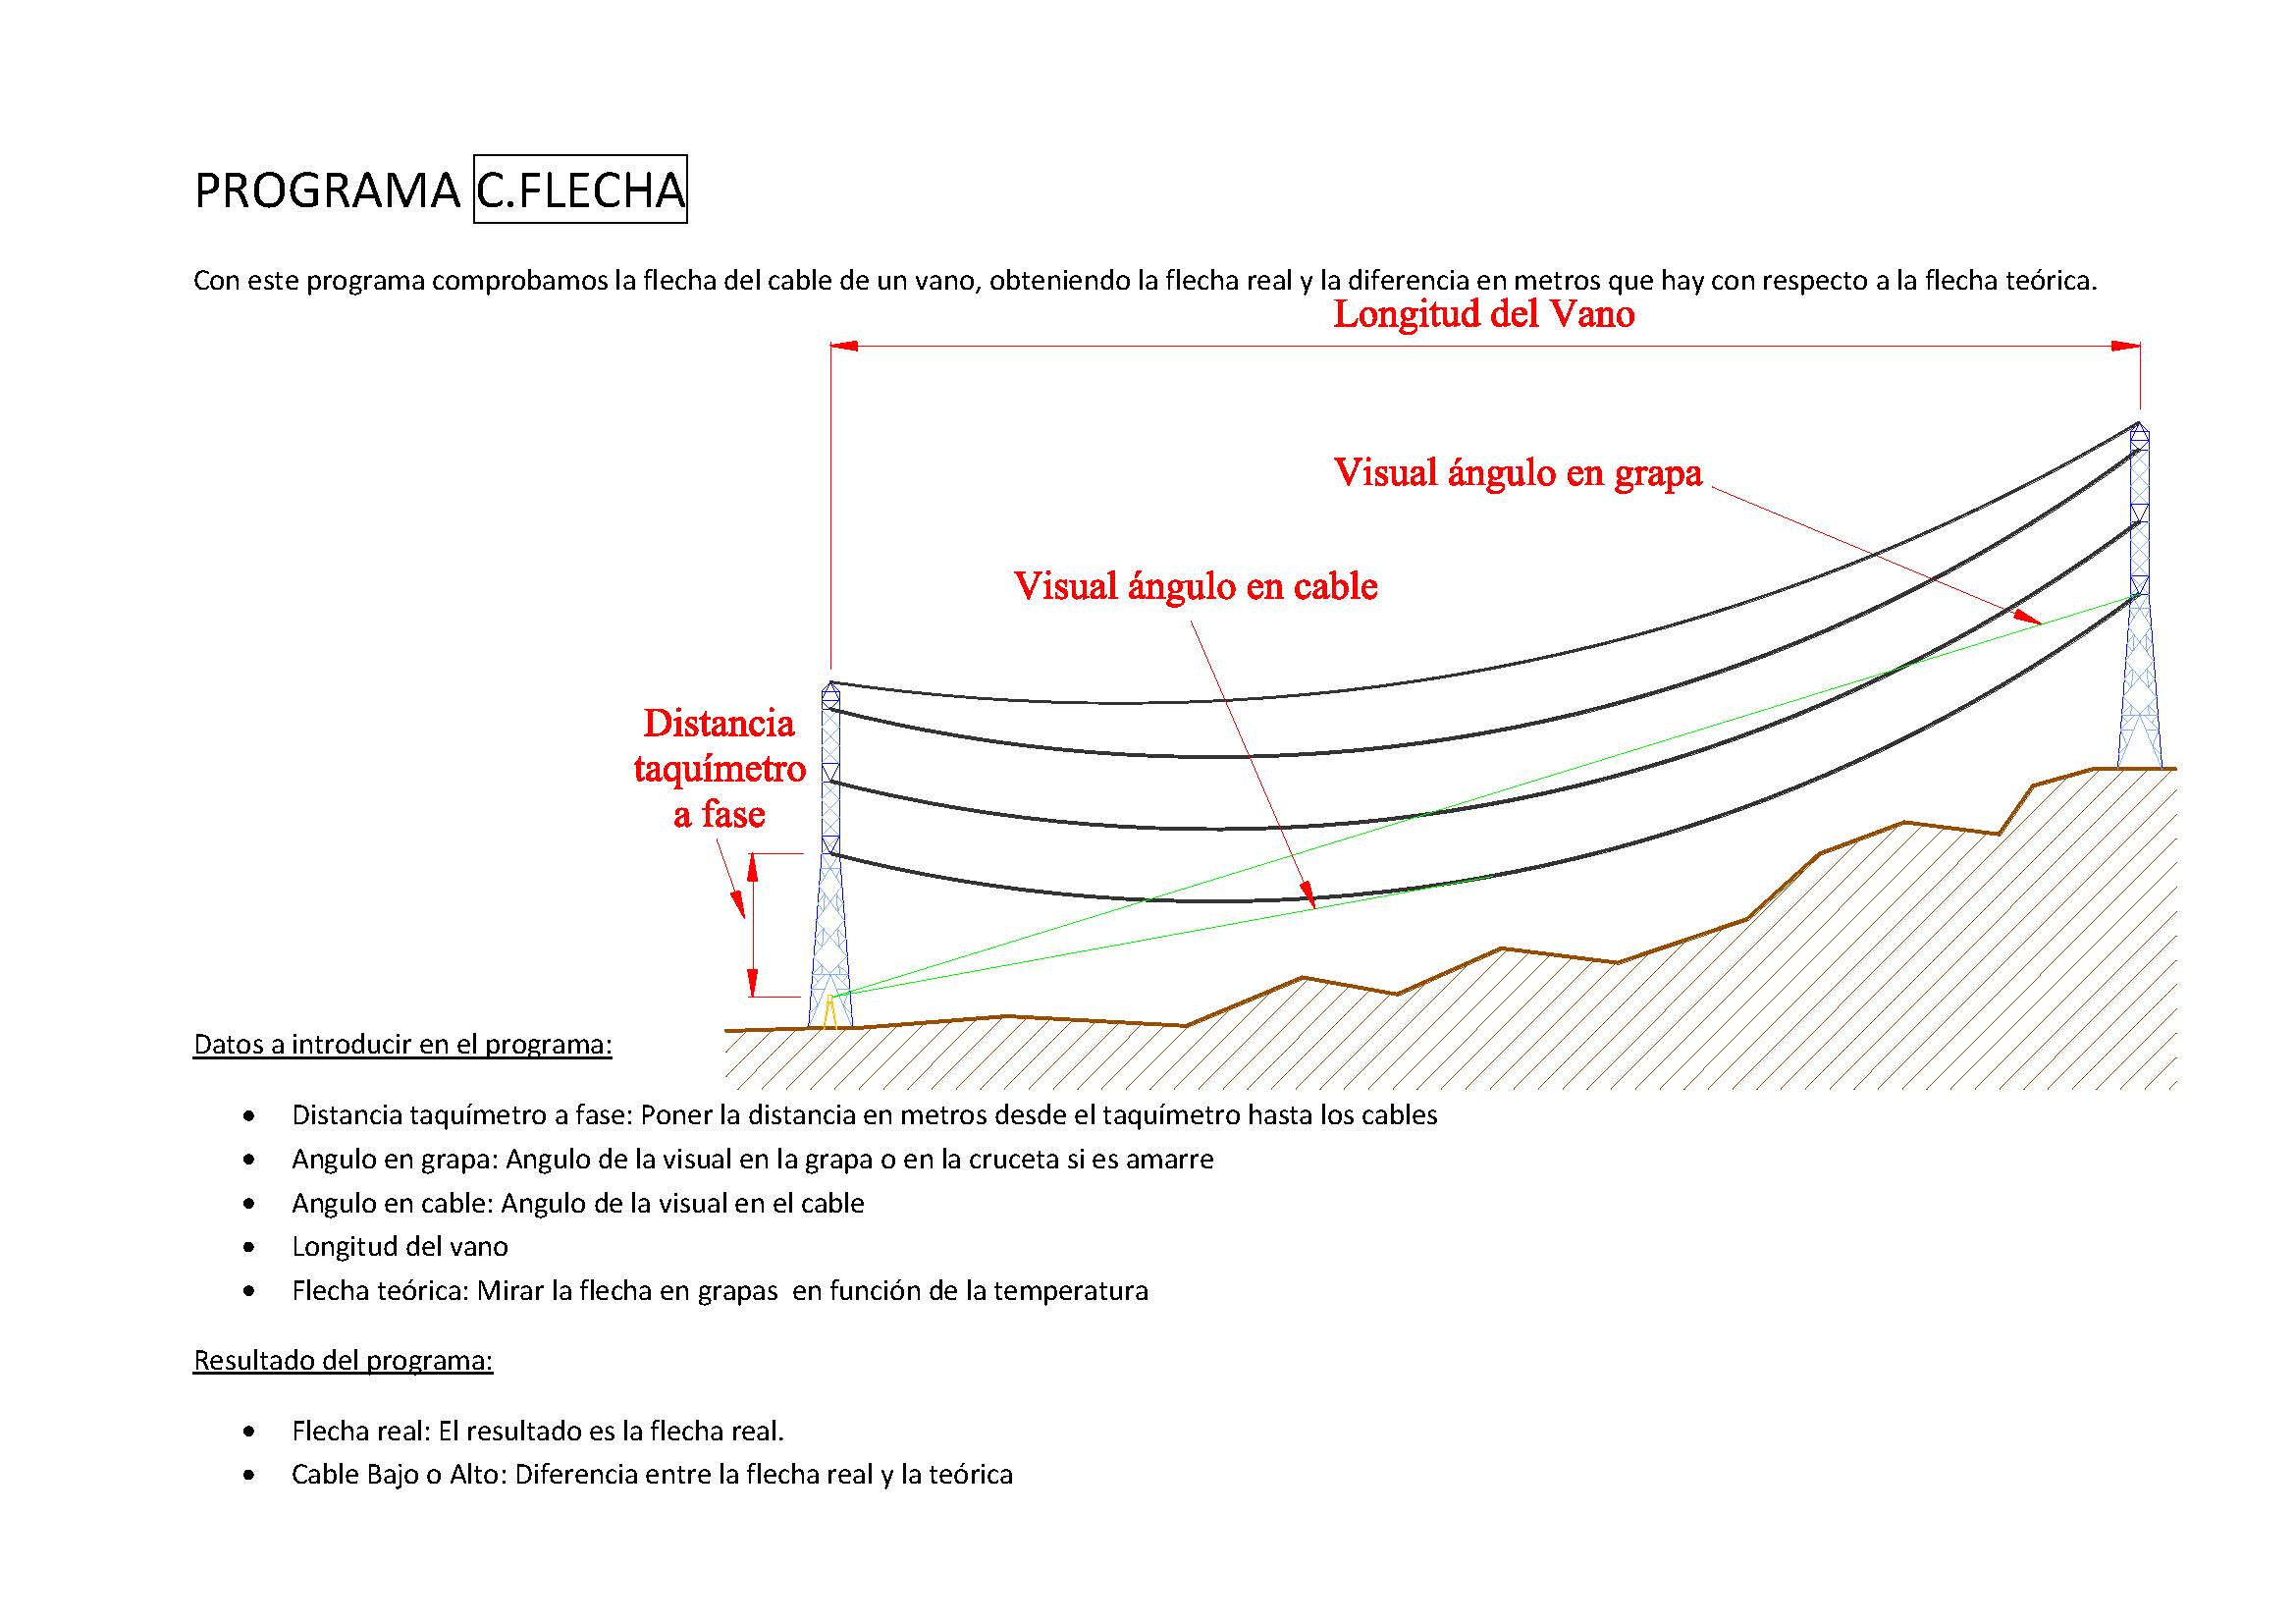 PROGRAMA C.FLECHA
Con este programa comprobamos la flecha del cable de un vano, obteniendo la flecha real y la diferencia en metros que hay con respecto a la flecha teórica.
Longitud del Vano
Visual ángulo en grapa
Visual ángulo en cable
Distancia
taquímetro
a fase
Datos a introducir en el programa:
• Distancia taquímetro a fase: Poner la distancia en metros desde el taquímetro hasta los cables
• Angulo en grapa: Angulo de la visual en la grapa o en la cruceta si es amarre
• Angulo en cable: Angulo de la visual en el cable
• Longitud del vano
• Flecha teórica: Mirar la flecha en grapas  en función de la temperatura
Resultado del programa:
• Flecha real: El resultado es la flecha real.
• Cable Bajo o Alto: Diferencia entre la flecha real y la teórica